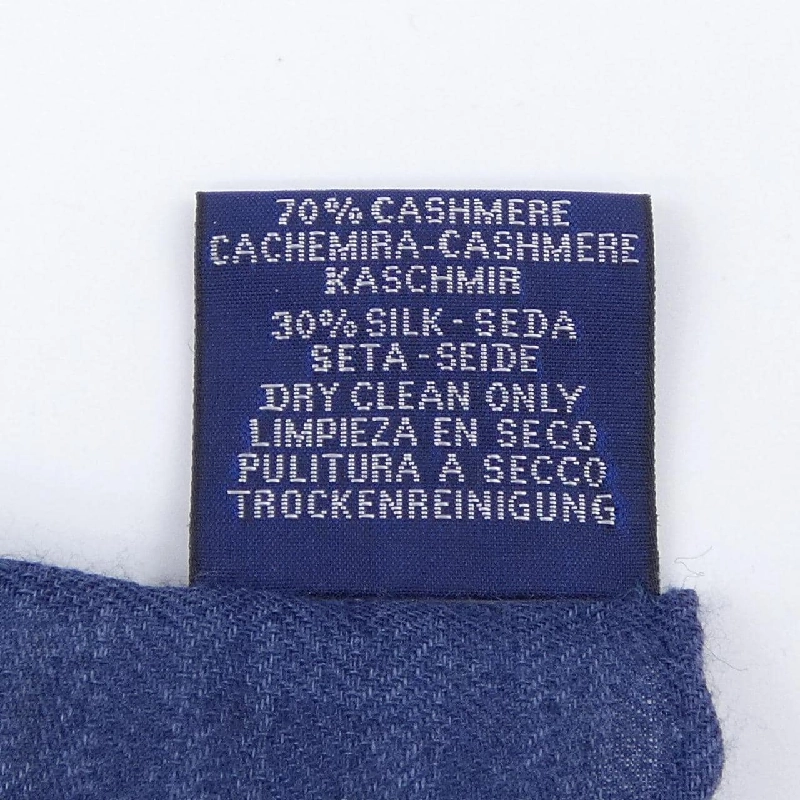 70% CASHMERE
CACHEMIRA-CASHMERE
KASCHMIR
30% SILK - SEDA
SETA - SEIDE
DRY CLEAN ONLY
LIMPIEZA EN SECO
PULITURA A SECCO
TROCKENREINIGUNG